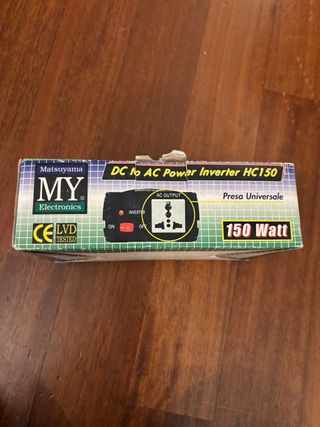 Matsuyama
MY
Electronics
CE LVD
TESTED
DC to AC Power Inverter HC150
AC OUTPUT
INVERTER
ON
OF
Presa Universale
150 Watt